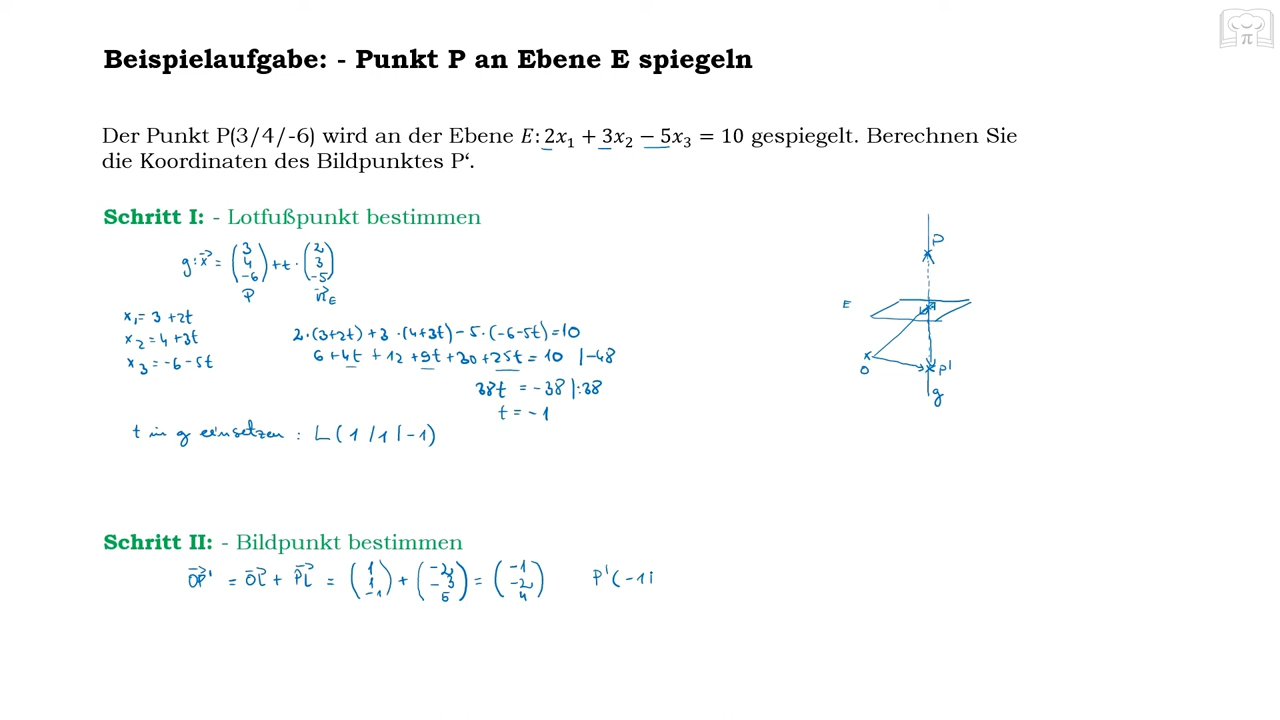 Beispielaufgabe: - Punkt P an Ebene E spiegeln
Der Punkt P(3/4/-6) wird an der Ebene E: 2x₁ + 3x₂ − 5x₃ = 10 gespiegelt. Berechnen Sie
die Koordinaten des Bildpunktes P‘.
Schritt I: - Lotfußpunkt bestimmen
g: x⃗ = (3 4 -6) + t · (2 3 -5)
P n⃗_E
x₁ = 3 + 2t
x₂ = 4 + 3t
x₃ = -6 - 5t
2·(3+2t) + 3·(4+3t) - 5·(-6-5t) = 10
6 + 4t + 12 + 9t + 30 + 25t = 10 |-48
38t = -38 |:38
t = -1
t in g einsetzen: L(1/1/-1)
P
E
L
O
P'
g
Schritt II: - Bildpunkt bestimmen
OP⃗' = OL⃗ + PL⃗ = (1 1 -1) + (-2 -3 5) = (-1 -2 4) P'(-1/